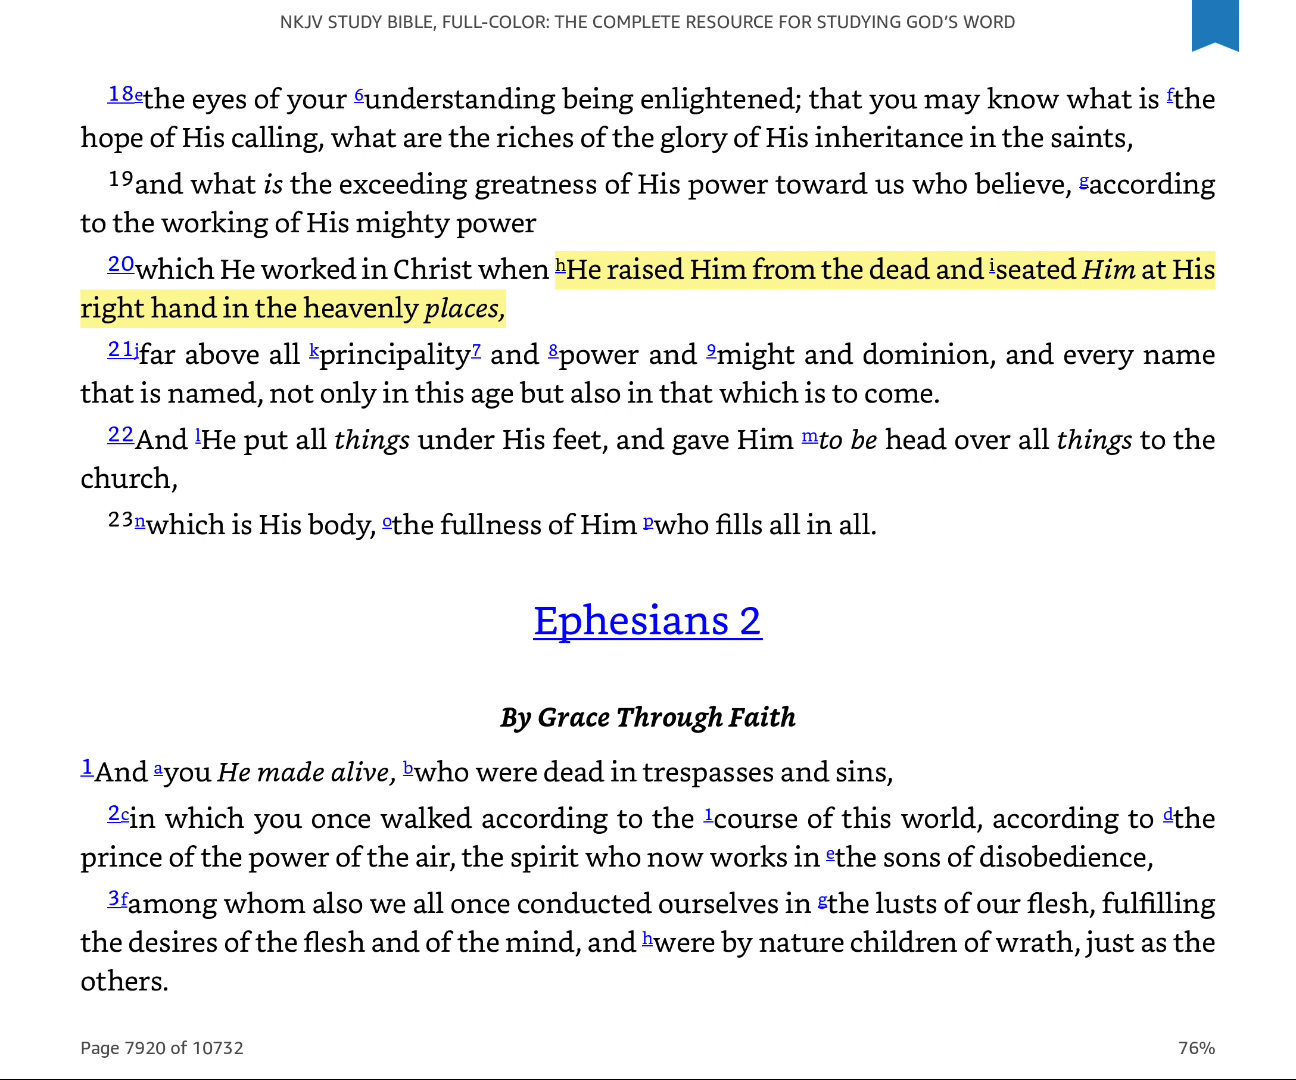 NKJV STUDY BIBLE, FULL-COLOR: THE COMPLETE RESOURCE FOR STUDYING GOD’S WORD
18ethe eyes of your 6understanding being enlightened; that you may know what is fthe
hope of His calling, what are the riches of the glory of His inheritance in the saints,
19and what is the exceeding greatness of His power toward us who believe, gaccording
to the working of His mighty power
20which He worked in Christ when hHe raised Him from the dead and iseated Him at His
right hand in the heavenly places,
21jfar above all kprincipality7 and 8power and 9might and dominion, and every name
that is named, not only in this age but also in that which is to come.
22And lHe put all things under His feet, and gave Him mto be head over all things to the
church,
23nwhich is His body, othe fullness of Him pwho fills all in all.
Ephesians 2
By Grace Through Faith
1And ayou He made alive, bwho were dead in trespasses and sins,
2cin which you once walked according to the 1course of this world, according to dthe
prince of the power of the air, the spirit who now works in ethe sons of disobedience,
3famong whom also we all once conducted ourselves in gthe lusts of our flesh, fulfilling
the desires of the flesh and of the mind, and hwere by nature children of wrath, just as the
others.
Page 7920 of 10732
76%